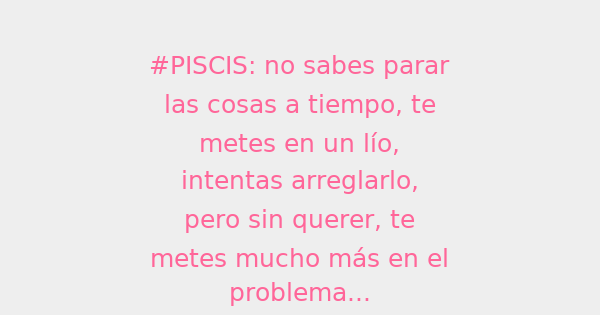 #PISCIS: no sabes parar
las cosas a tiempo, te
metes en un lío,
intentas arreglarlo,
pero sin querer, te
metes mucho más en el
problema...